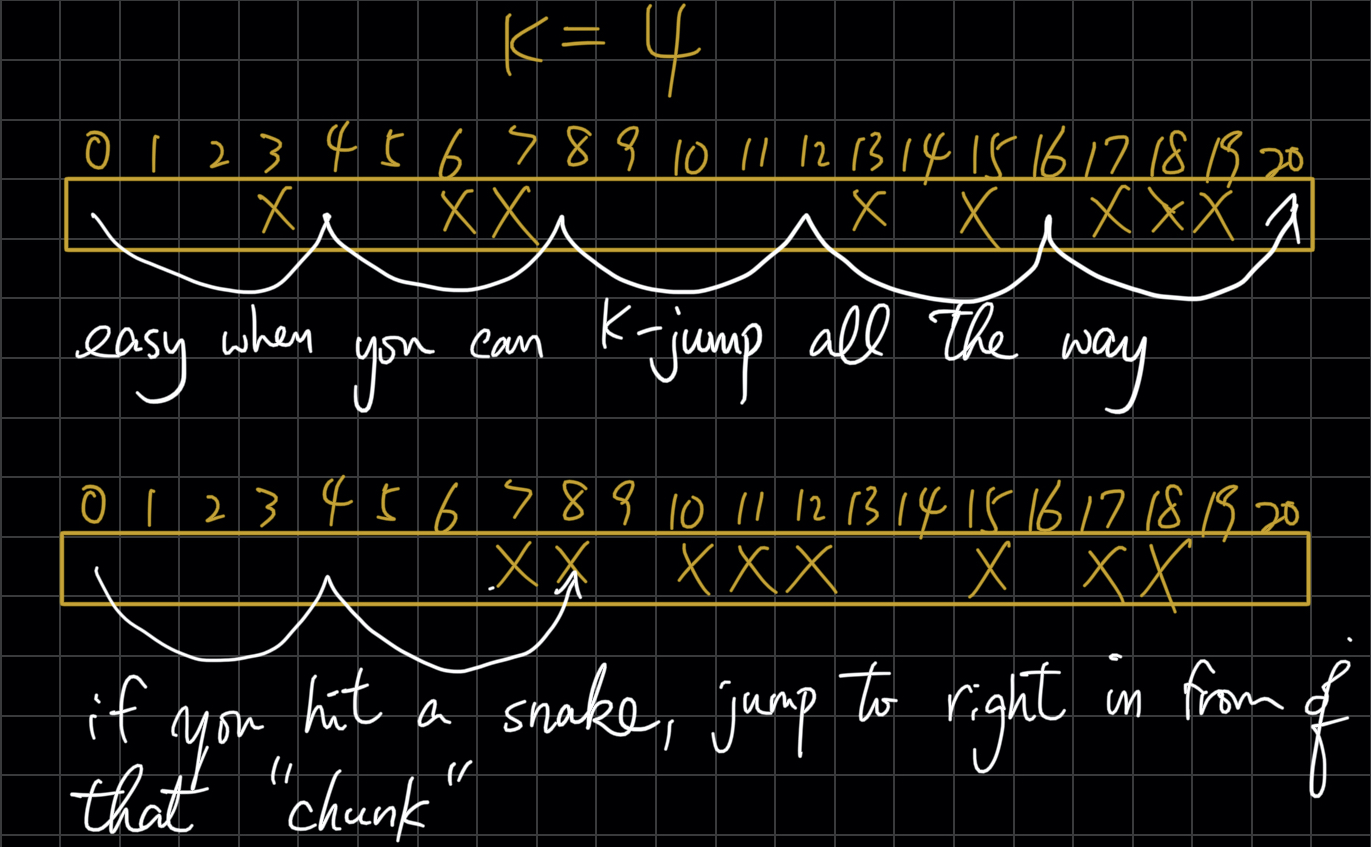 K = 4
0 1 2 3 4 5 6 7 8 9 10 11 12 13 14 15 16 17 18 19 20
X X X X X X X X
easy when you can K-jump all the way
0 1 2 3 4 5 6 7 8 9 10 11 12 13 14 15 16 17 18 19 20
X X X X X X X X
if you hit a snake, jump to right in from of
that "chunk"